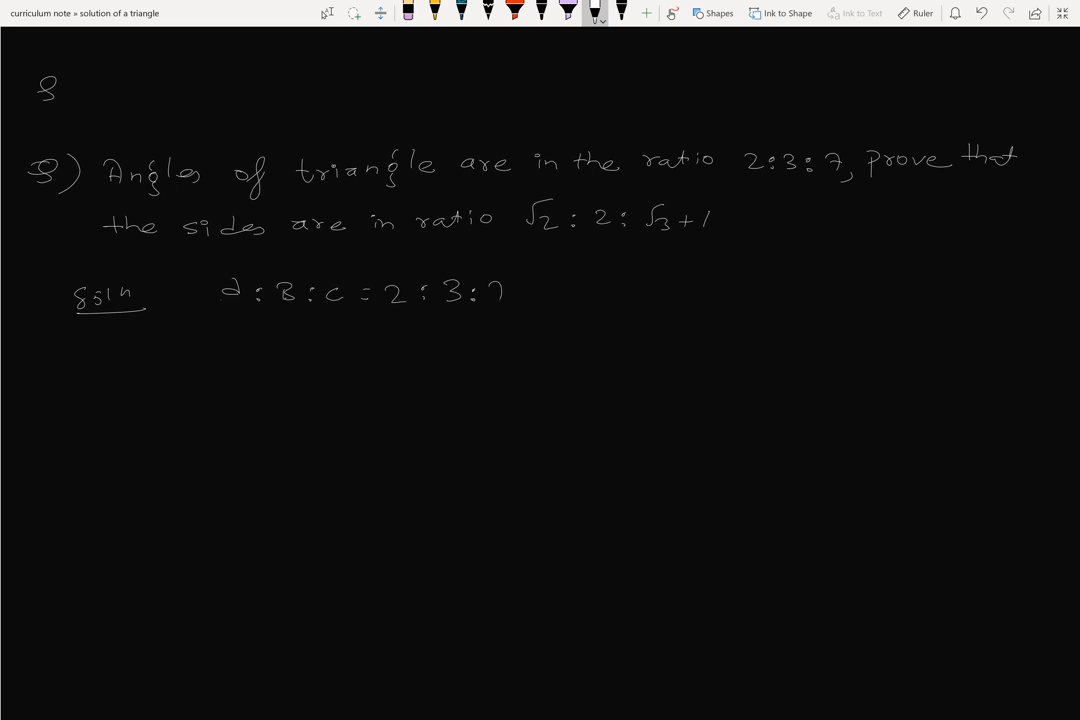 curriculum note » solution of a triangle
Shapes Ink to Shape Ink to Text Ruler
Angles of triangle are in the ratio 2:3:7, prove that
the sides are in ratio √2 : 2 : √3 + 1
Soln A : B : C = 2 : 3 : 7